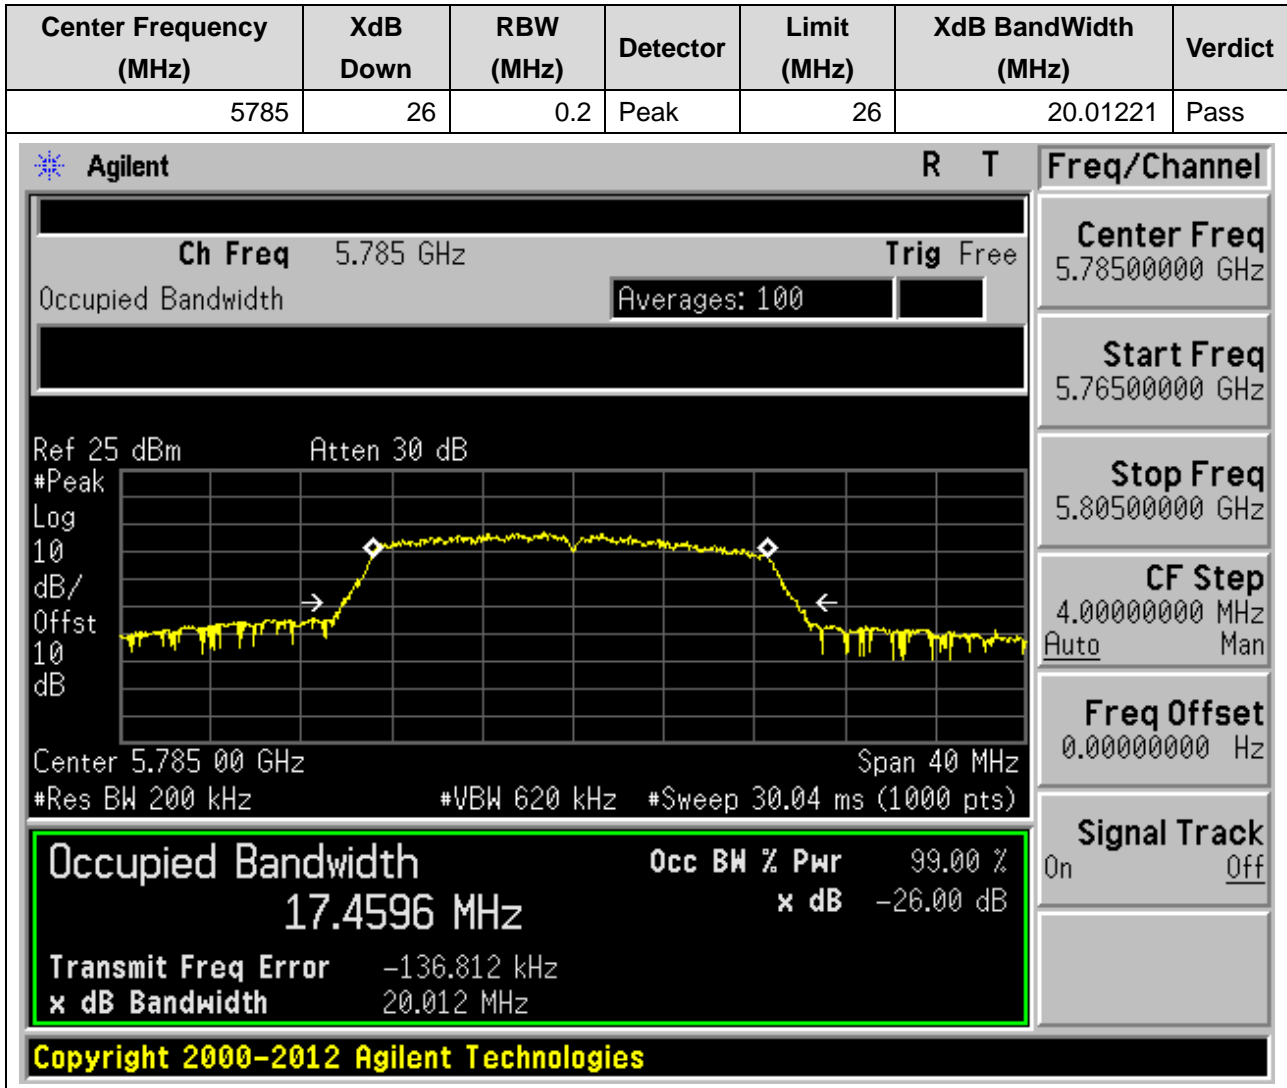 Center Frequency (MHz) XdB Down RBW (MHz) Detector Limit (MHz) XdB BandWidth (MHz) Verdict
5785 26 0.2 Peak 26 20.01221 Pass
Agilent R T Freq/Channel
Ch Freq 5.785 GHz Trig Free
Occupied Bandwidth Averages: 100
Center Freq
5.78500000 GHz
Start Freq
5.76500000 GHz
Stop Freq
5.80500000 GHz
CF Step
4.00000000 MHz
Auto Man
Freq Offset
0.00000000 Hz
Signal Track
On Off
Ref 25 dBm Atten 30 dB
#Peak
Log
10
dB/
Offst
10
dB
Center 5.785 00 GHz Span 40 MHz
#Res BW 200 kHz #VBW 620 kHz #Sweep 30.04 ms (1000 pts)
Occupied Bandwidth Occ BW % Pwr 99.00 %
17.4596 MHz x dB -26.00 dB
Transmit Freq Error -136.812 kHz
x dB Bandwidth 20.012 MHz
Copyright 2000-2012 Agilent Technologies